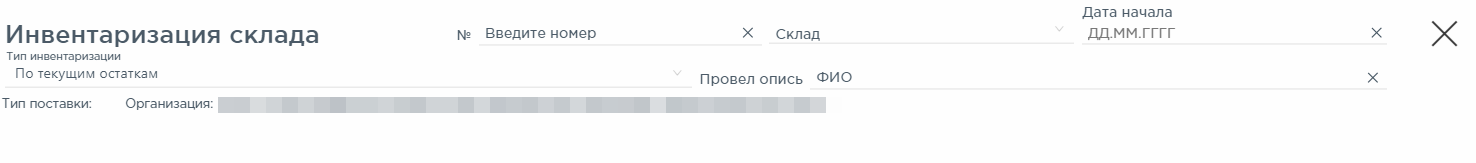 Дата начала
Инвентаризация склада № Введите номер Склад ДД.ММ.ГГГГ
Тип инвентаризации
По текущим остаткам Провел опись ФИО
Тип поставки: Организация: